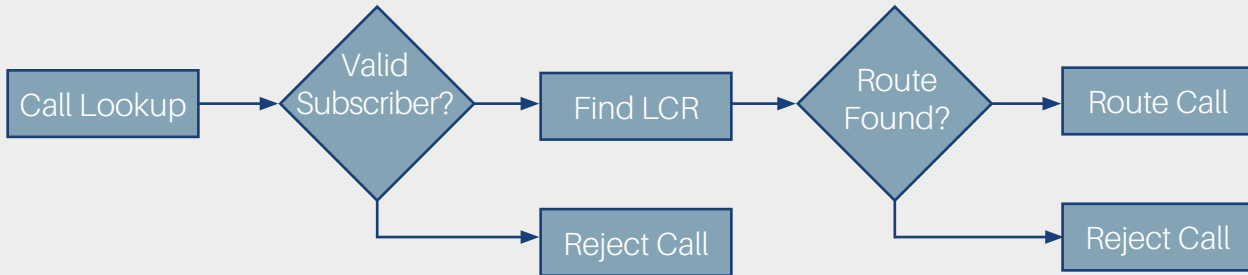 Call Lookup
Valid
Subscriber?
Find LCR
Route
Found?
Route Call
Reject Call
Reject Call